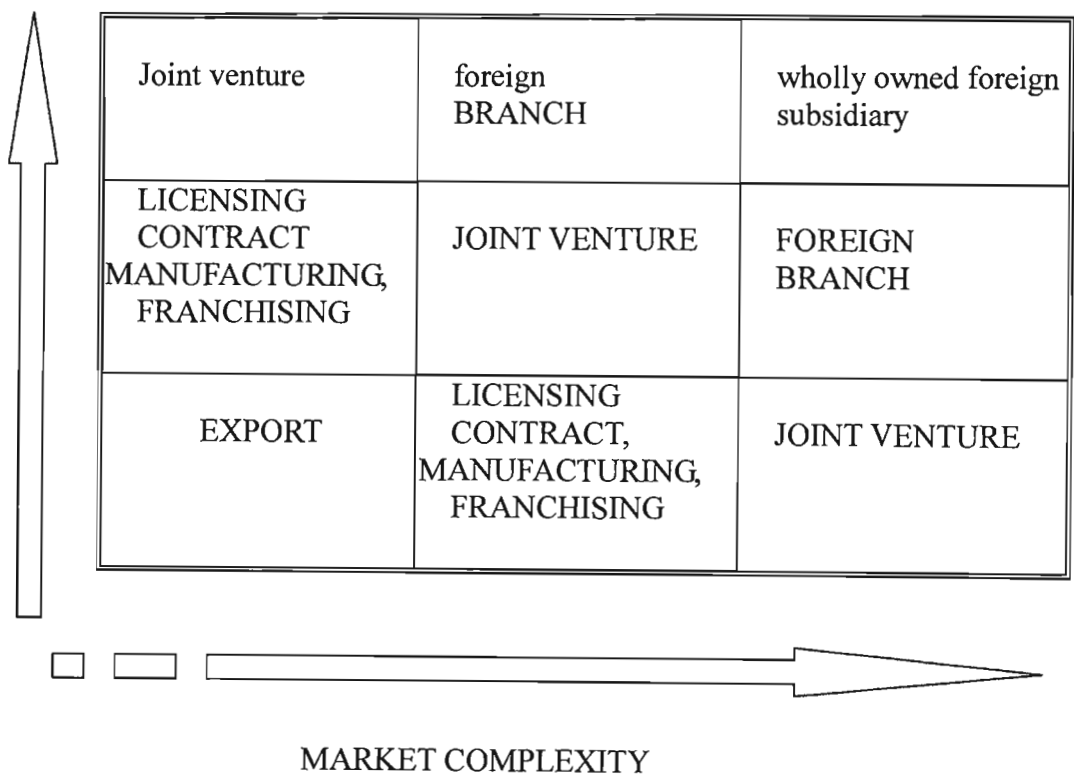 Joint venture
foreign
BRANCH
wholly owned foreign
subsidiary
LICENSING
CONTRACT
MANUFACTURING,
FRANCHISING
JOINT VENTURE
FOREIGN
BRANCH
EXPORT
LICENSING
CONTRACT,
MANUFACTURING,
FRANCHISING
JOINT VENTURE
MARKET COMPLEXITY